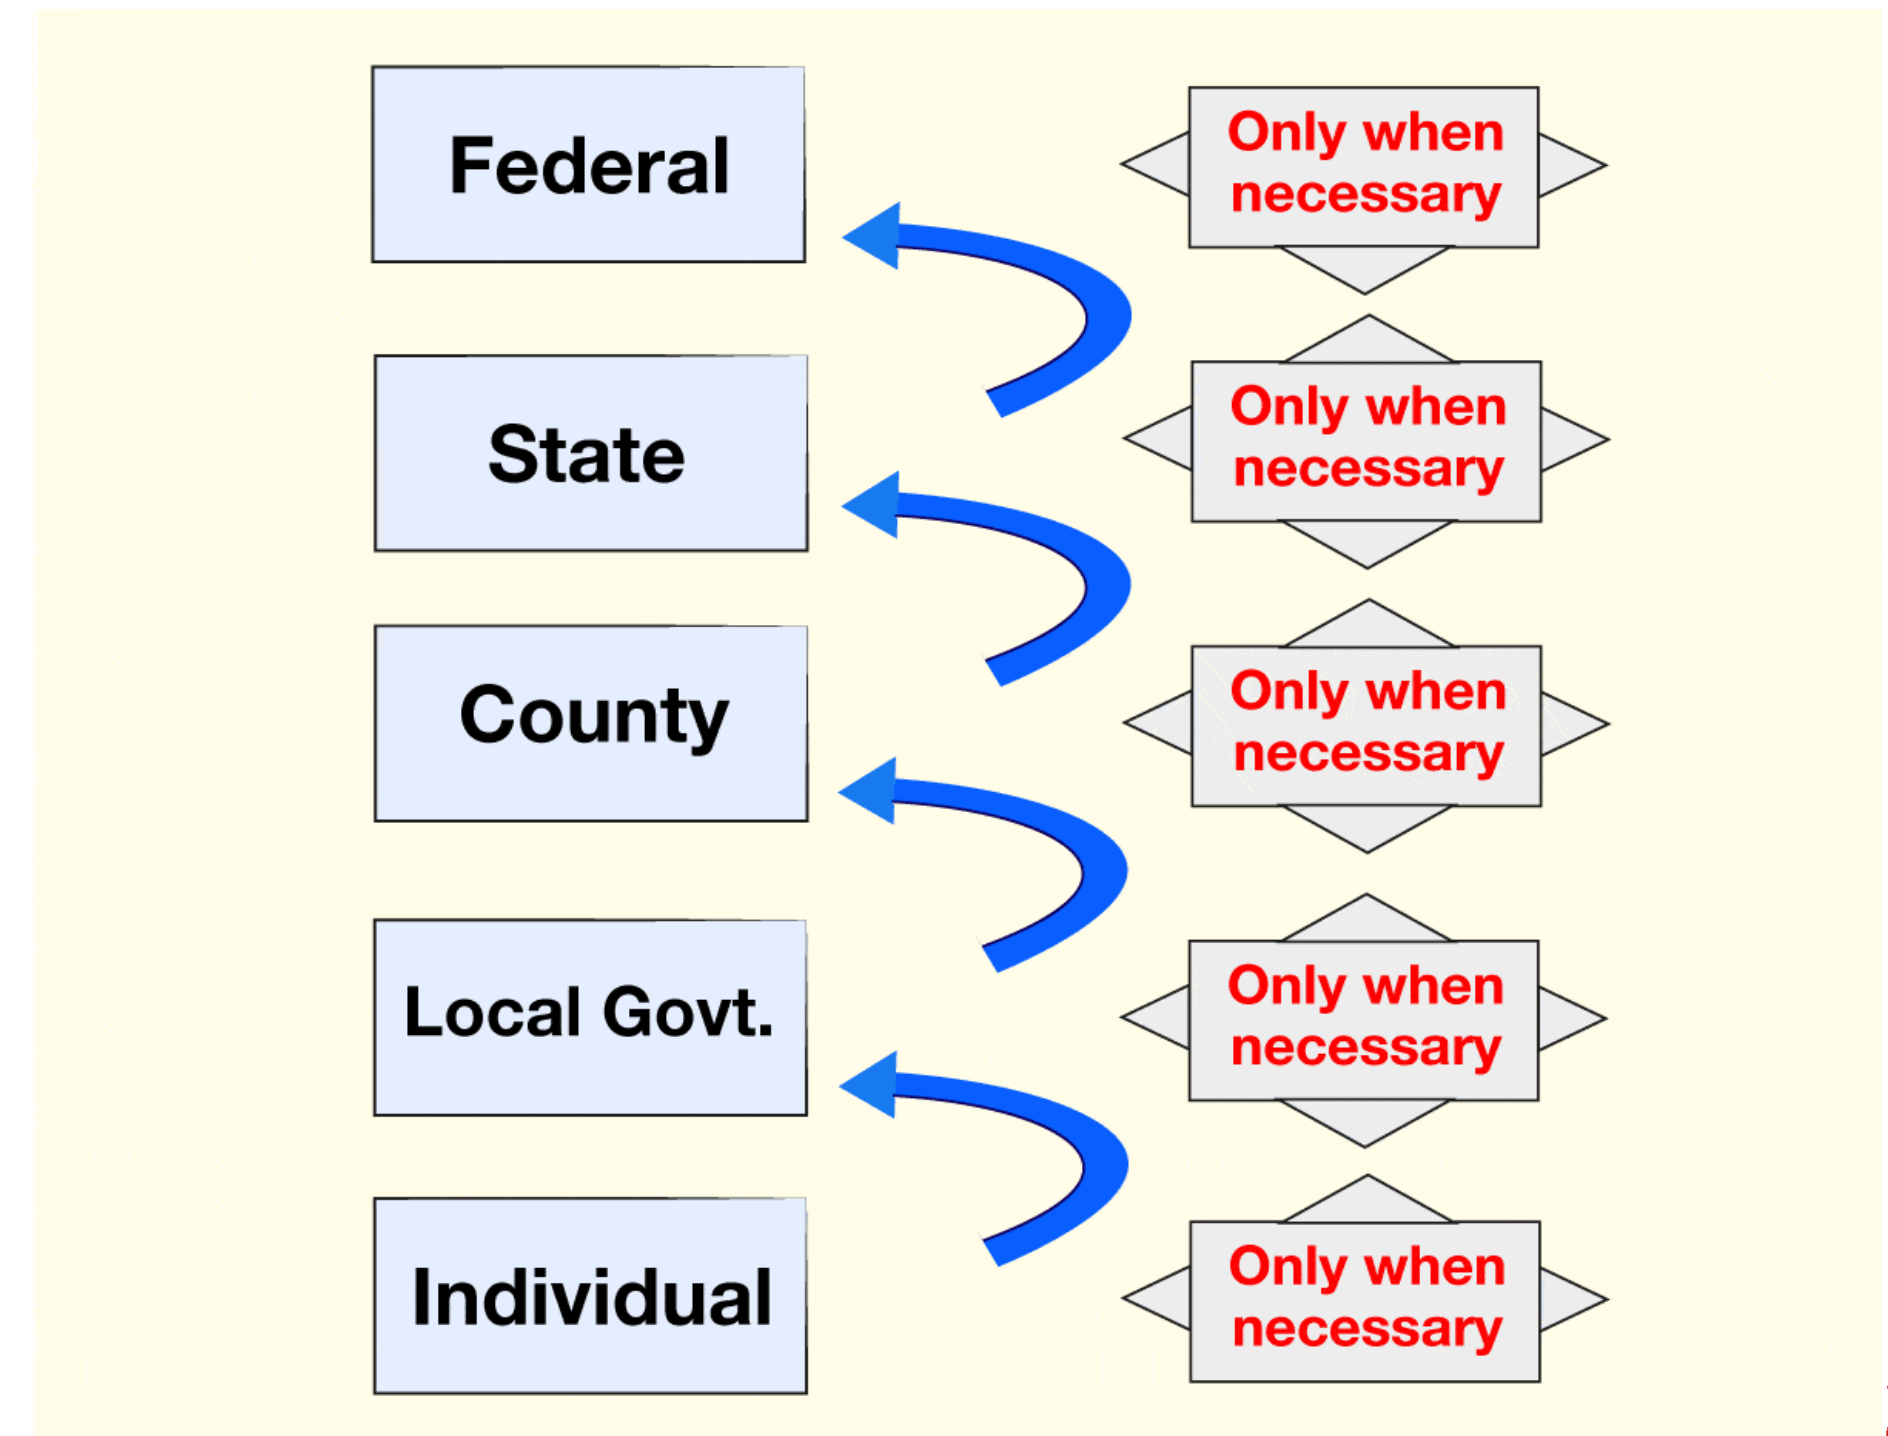 Federal
Only when
necessary
State
Only when
necessary
County
Only when
necessary
Local Govt.
Only when
necessary
Individual
Only when
necessary